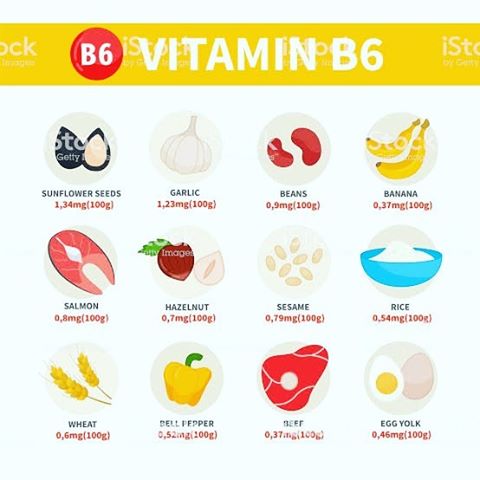 B6 VITAMIN B6
iStock iStock iStock
by Getty Images
SUNFLOWER SEEDS GARLIC BEANS BANANA
1,34mg(100g) 1,23mg(100g) 0,9mg(100g) 0,37mg(100g)
SALMON HAZELNUT SESAME RICE
0,8mg(100g) 0,7mg(100g) 0,79mg(100g) 0,54mg(100g)
WHEAT BELL PEPPER BEEF EGG YOLK
0,6mg(100g) 0,52mg(100g) 0,37mg(100g) 0,46mg(100g)